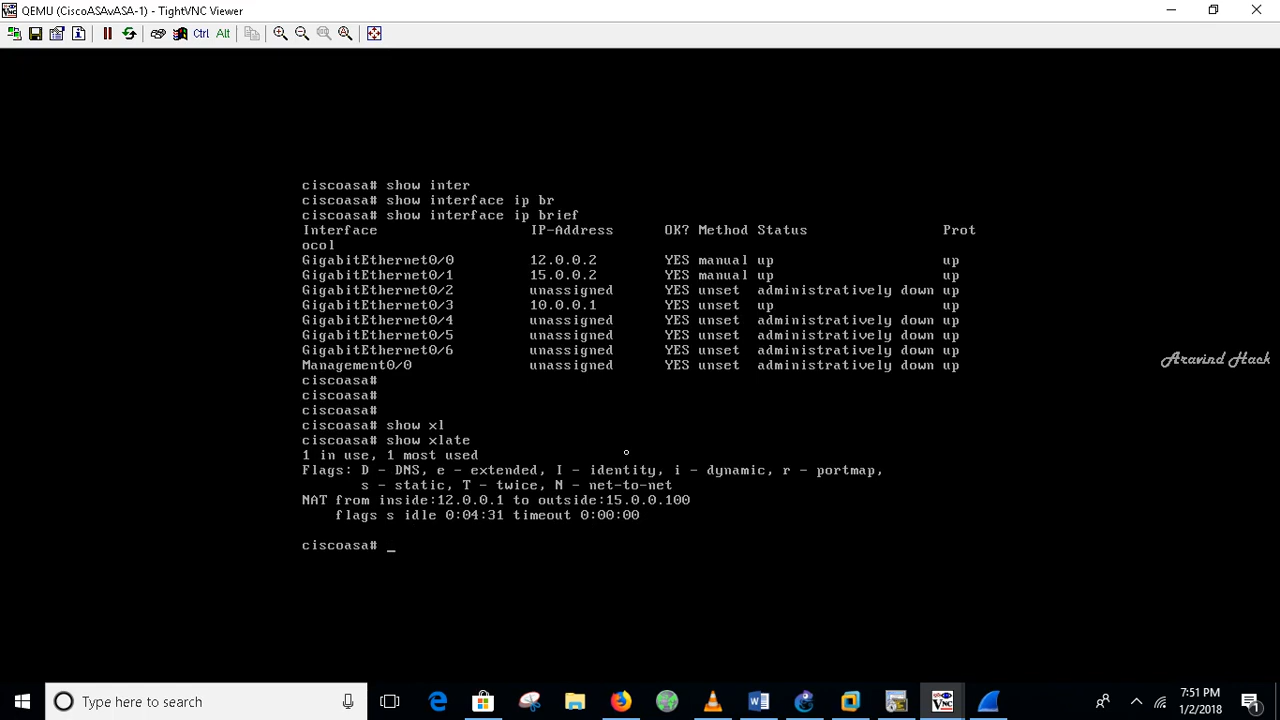 QEMU (CiscoASAvASA-1) - TightVNC Viewer
Ctrl Alt
ciscoasa# show inter
ciscoasa# show interface ip br
ciscoasa# show interface ip brief
Interface IP-Address OK? Method Status Prot
ocol
GigabitEthernet0/0 12.0.0.2 YES manual up up
GigabitEthernet0/1 15.0.0.2 YES manual up up
GigabitEthernet0/2 unassigned YES unset administratively down up
GigabitEthernet0/3 10.0.0.1 YES unset up up
GigabitEthernet0/4 unassigned YES unset administratively down up
GigabitEthernet0/5 unassigned YES unset administratively down up
GigabitEthernet0/6 unassigned YES unset administratively down up
Management0/0 unassigned YES unset administratively down up
ciscoasa#
ciscoasa#
ciscoasa#
ciscoasa# show xl
ciscoasa# show xlate
1 in use, 1 most used
Flags: D - DNS, e - extended, I - identity, i - dynamic, r - portmap,
s - static, T - twice, N - net-to-net
NAT from inside:12.0.0.1 to outside:15.0.0.100
flags s idle 0:04:31 timeout 0:00:00
ciscoasa# _
Aravind Hack
Type here to search
7:51 PM
1/2/2018